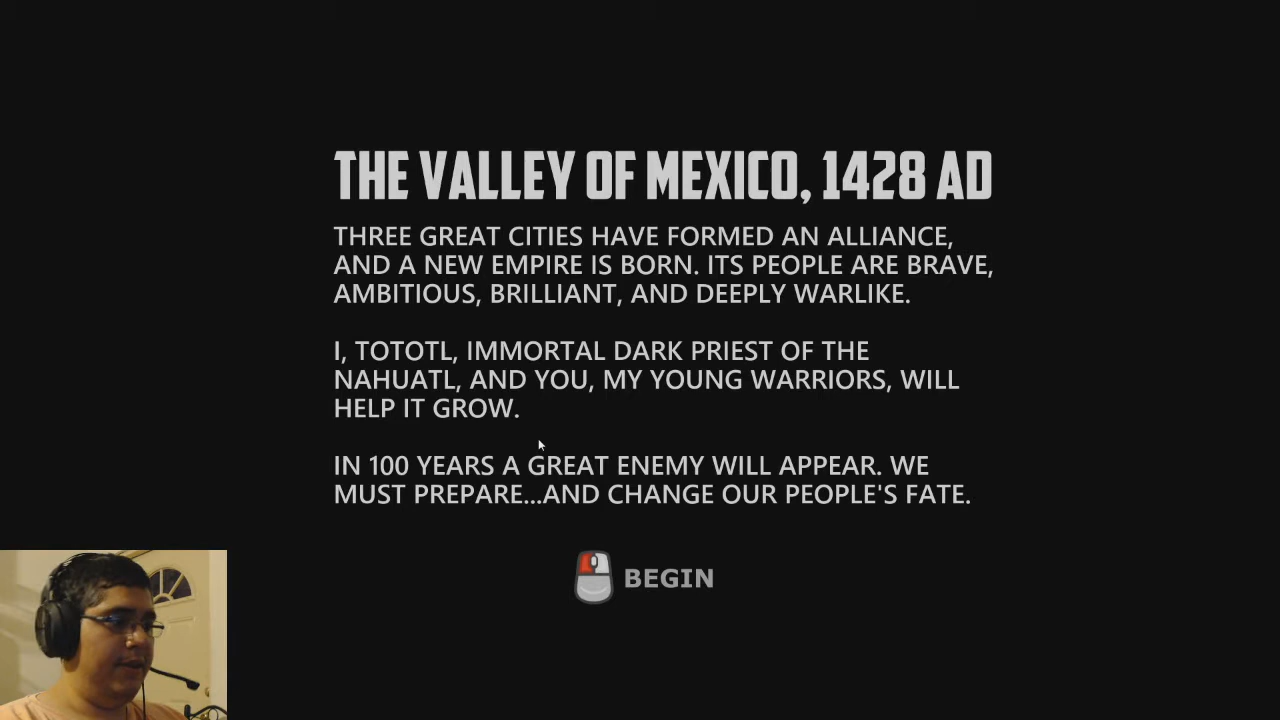 THE VALLEY OF MEXICO, 1428 AD
THREE GREAT CITIES HAVE FORMED AN ALLIANCE,
AND A NEW EMPIRE IS BORN. ITS PEOPLE ARE BRAVE,
AMBITIOUS, BRILLIANT, AND DEEPLY WARLIKE.
I, TOTOTL, IMMORTAL DARK PRIEST OF THE
NAHUATL, AND YOU, MY YOUNG WARRIORS, WILL
HELP IT GROW.
IN 100 YEARS A GREAT ENEMY WILL APPEAR. WE
MUST PREPARE...AND CHANGE OUR PEOPLE'S FATE.
BEGIN